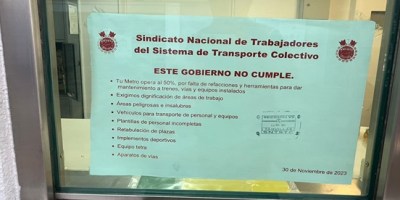 Sindicato Nacional de Trabajadores
del Sistema de Transporte Colectivo
ESTE GOBIERNO NO CUMPLE.
• Tu Metro opera al 50%, por falta de refacciones y herramientas para dar
mantenimiento a trenes, vías y equipos instalados
• Exigimos dignificación de áreas de trabajo
• Áreas peligrosas e insalubres
• Vehículos para transporte de personal y equipos
• Plantillas de personal incompletas
• Retabulación de plazas
• Implementos deportivos
• Equipo
• Aparatos de vías
30 de Noviembre de 2023